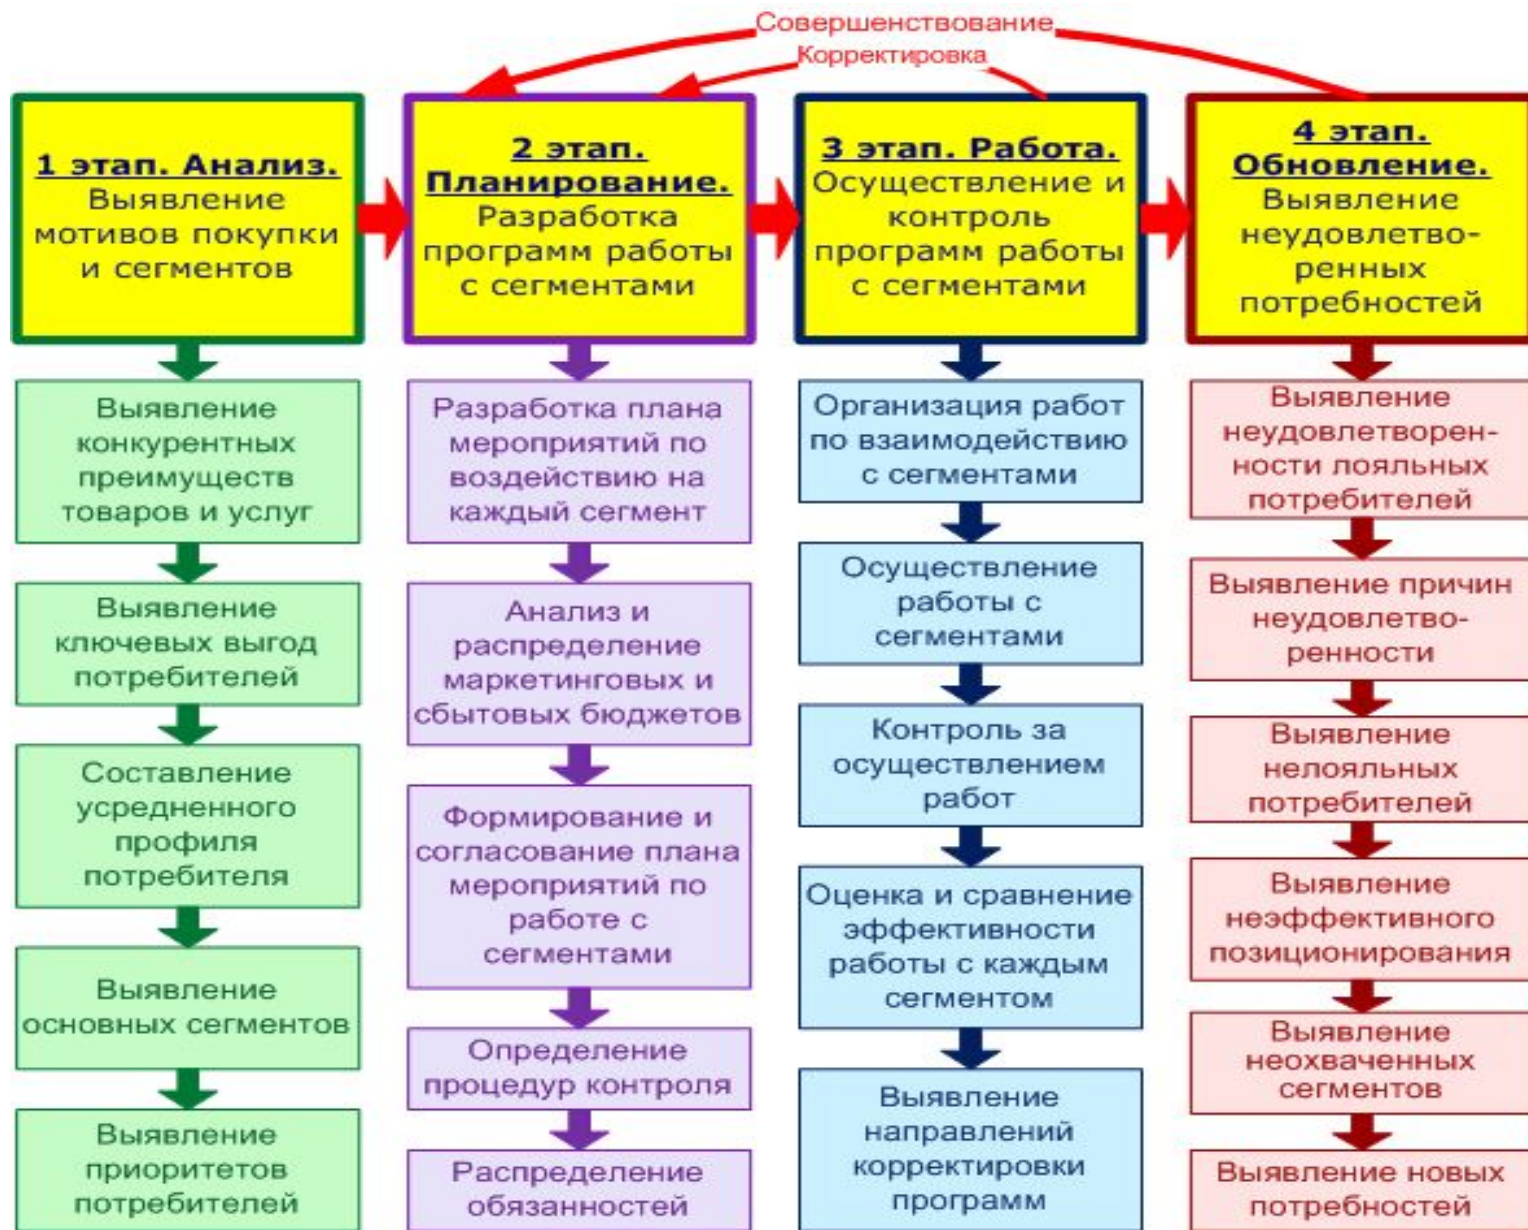 Совершенствование
Корректировка
1 этап. Анализ.
Выявление
мотивов покупки
и сегментов
2 этап.
Планирование.
Разработка
программ работы
с сегментами
3 этап. Работа.
Осуществление и
контроль
программ работы
с сегментами
4 этап.
Обновление.
Выявление
неудовлетво-
ренных
потребностей
Выявление
конкурентных
преимуществ
товаров и услуг
Выявление
ключевых выгод
потребителей
Составление
усредненного
профиля
потребителя
Выявление
основных сегментов
Выявление
приоритетов
потребителей
Разработка плана
мероприятий по
воздействию на
каждый сегмент
Анализ и
распределение
маркетинговых и
сбытовых бюджетов
Формирование и
согласование плана
мероприятий по
работе с
сегментами
Определение
процедур контроля
Распределение
обязанностей
Организация работ
по взаимодействию
с сегментами
Осуществление
работы с
сегментами
Контроль за
осуществлением
работ
Оценка и сравнение
эффективности
работы с каждым
сегментом
Выявление
направлений
корректировки
программ
Выявление
неудовлетворен-
ности лояльных
потребителей
Выявление причин
неудовлетво-
ренности
Выявление
нелояльных
потребителей
Выявление
неэффективного
позиционирования
Выявление
неохваченных
сегментов
Выявление новых
потребностей